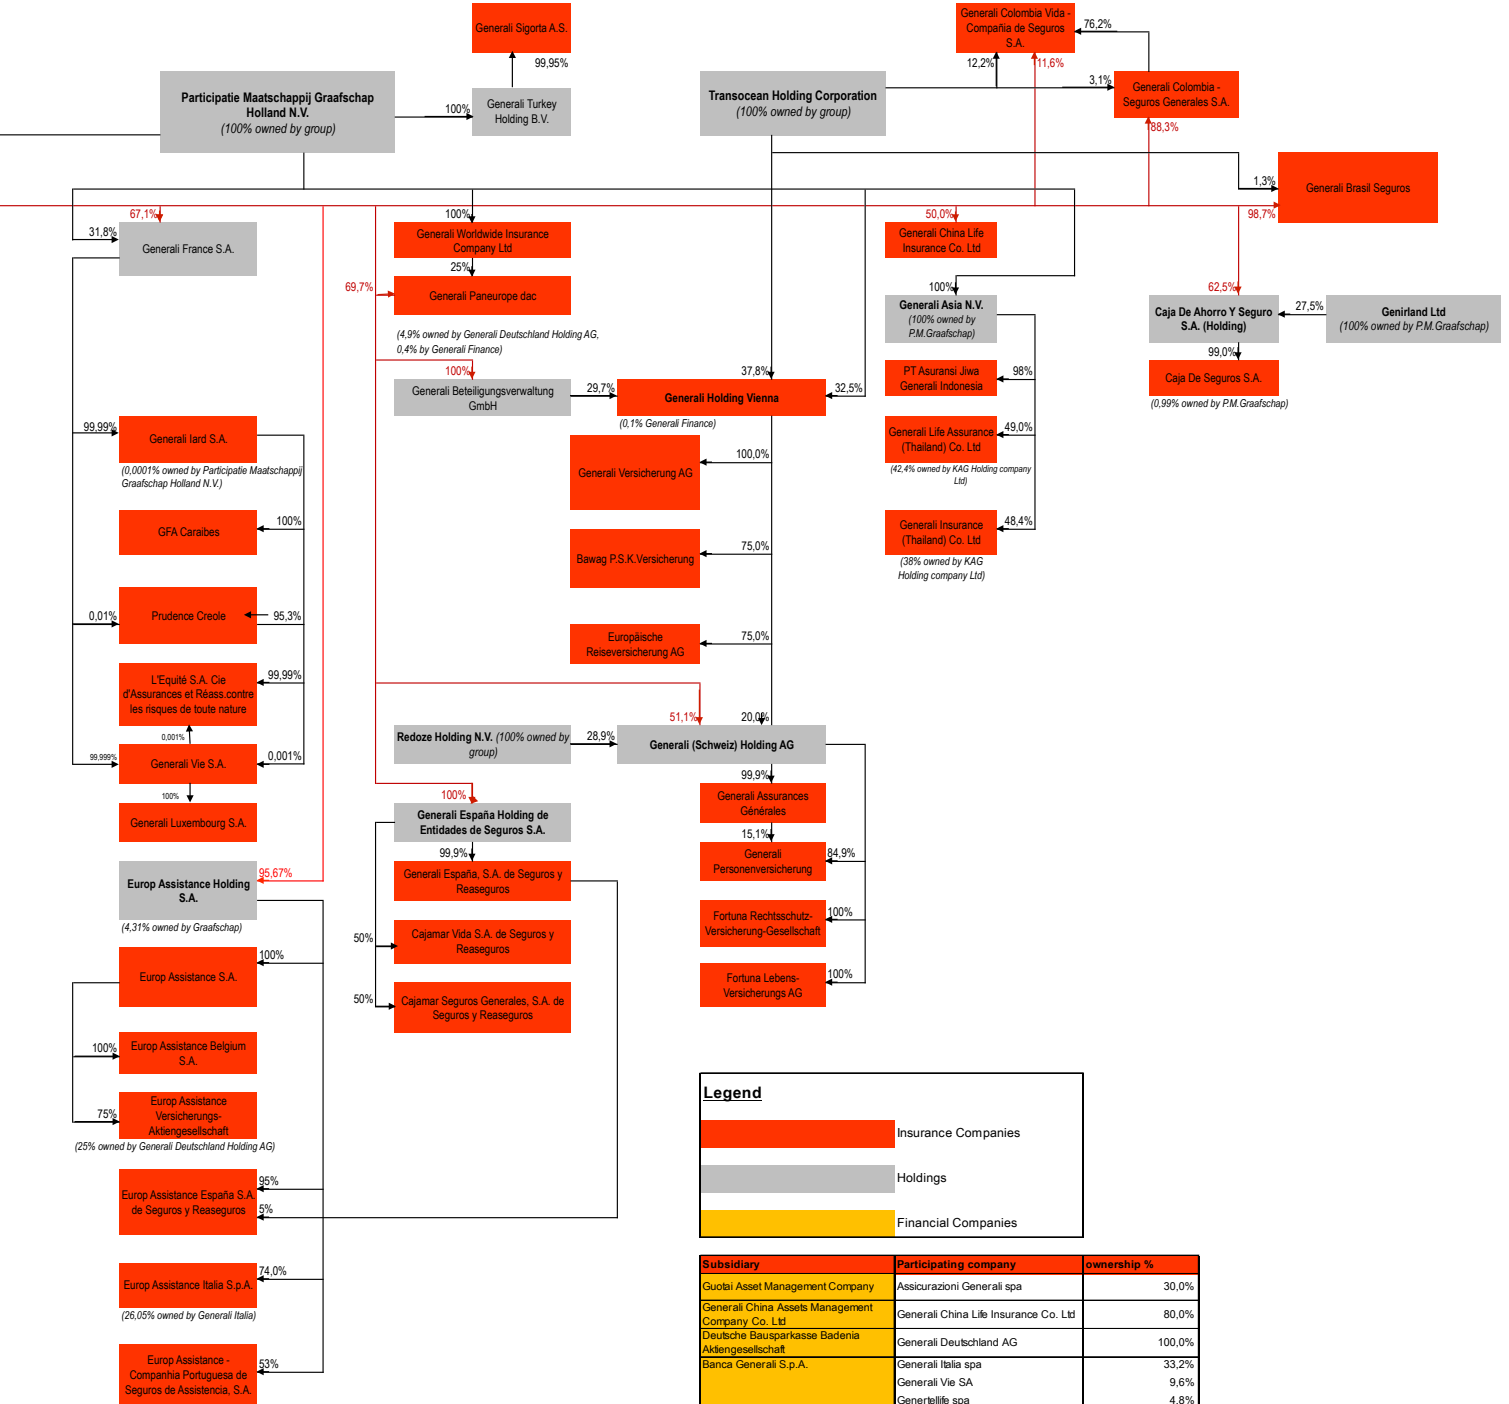 Generali Sigorta A.S.
99,95%
Generali Colombia Vida -
Compañia de Seguros
S.A.
76,2%
12,2%
11,6%
Participatie Maatschappij Graafschap
Holland N.V.
(100% owned by group)
100%
Generali Turkey
Holding B.V.
Transocean Holding Corporation
(100% owned by group)
3,1%
Generali Colombia -
Seguros Generales S.A.
88,3%
1,3%
Generali Brasil Seguros
98,7%
67,1%
31,8%
Generali France S.A.
100%
Generali Worldwide Insurance
Company Ltd
25%
69,7%
Generali Paneurope dac
(4,9% owned by Generali Deutschland Holding AG,
0,4% by Generali Finance)
50,0%
Generali China Life
Insurance Co. Ltd
100%
Generali Asia N.V.
(100% owned by
P.M.Graafschap)
62,5%
Caja De Ahorro Y Seguro
S.A. (Holding)
27,5%
Genirland Ltd
(100% owned by P.M.Graafschap)
99,0%
Caja De Seguros S.A.
(0,99% owned by P.M.Graafschap)
100%
Generali Beteiligungsverwaltung
GmbH
29,7%
37,8%
Generali Holding Vienna
32,5%
(0,1% Generali Finance)
PT Asuransi Jiwa
Generali Indonesia
98%
Generali Life Assurance
(Thailand) Co. Ltd
49,0%
(42,4% owned by KAG Holding company
Ltd)
Generali Insurance
(Thailand) Co. Ltd
48,4%
(38% owned by KAG
Holding company Ltd)
99,99%
Generali Iard S.A.
(0,0001% owned by Participatie Maatschappij
Graafschap Holland N.V.)
GFA Caraibes
100%
0,01%
Prudence Creole
95,3%
L'Equité S.A. Cie
d'Assurances et Réass.contre
les risques de toute nature
99,99%
0,001%
99,999%
Generali Vie S.A.
0,001%
100%
Generali Luxembourg S.A.
Generali Versicherung AG
100,0%
Bawag P.S.K.Versicherung
75,0%
Europäische
Reiseversicherung AG
75,0%
51,1%
20,0%
Redoze Holding N.V. (100% owned by
group)
28,9%
Generali (Schweiz) Holding AG
99,9%
Generali Assurances
Générales
15,1%
Generali
Personenversicherung
84,9%
Fortuna Rechtsschutz-
Versicherung-Gesellschaft
100%
Fortuna Lebens-
Versicherungs AG
100%
100%
Generali España Holding de
Entidades de Seguros S.A.
99,9%
Generali España, S.A. de Seguros y
Reaseguros
50%
Cajamar Vida S.A. de Seguros y
Reaseguros
50%
Cajamar Seguros Generales, S.A. de
Seguros y Reaseguros
95,67%
Europ Assistance Holding
S.A.
(4,31% owned by Graafschap)
100%
Europ Assistance S.A.
100%
Europ Assistance Belgium
S.A.
75%
Europ Assistance
Versicherungs-
Aktiengesellschaft
(25% owned by Generali Deutschland Holding AG)
95%
Europ Assistance España S.A.
de Seguros y Reaseguros
5%
74,0%
Europ Assistance Italia S.p.A.
(26,05% owned by Generali Italia)
Europ Assistance -
Companhia Portuguesa de
Seguros de Assistencia, S.A.
53%
Legend
Insurance Companies
Holdings
Financial Companies
Subsidiary Participating company ownership %
Guotai Asset Management Company Assicurazioni Generali spa 30,0%
Generali China Assets Management
Company Co. Ltd Generali China Life Insurance Co. Ltd 80,0%
Deutsche Bausparkasse Badenia
Aktiengesellschaft Generali Deutschland AG 100,0%
Banca Generali S.p.A. Generali Italia spa 33,2%
Generali Vie SA 9,6%
Genertellife spa 4,8%